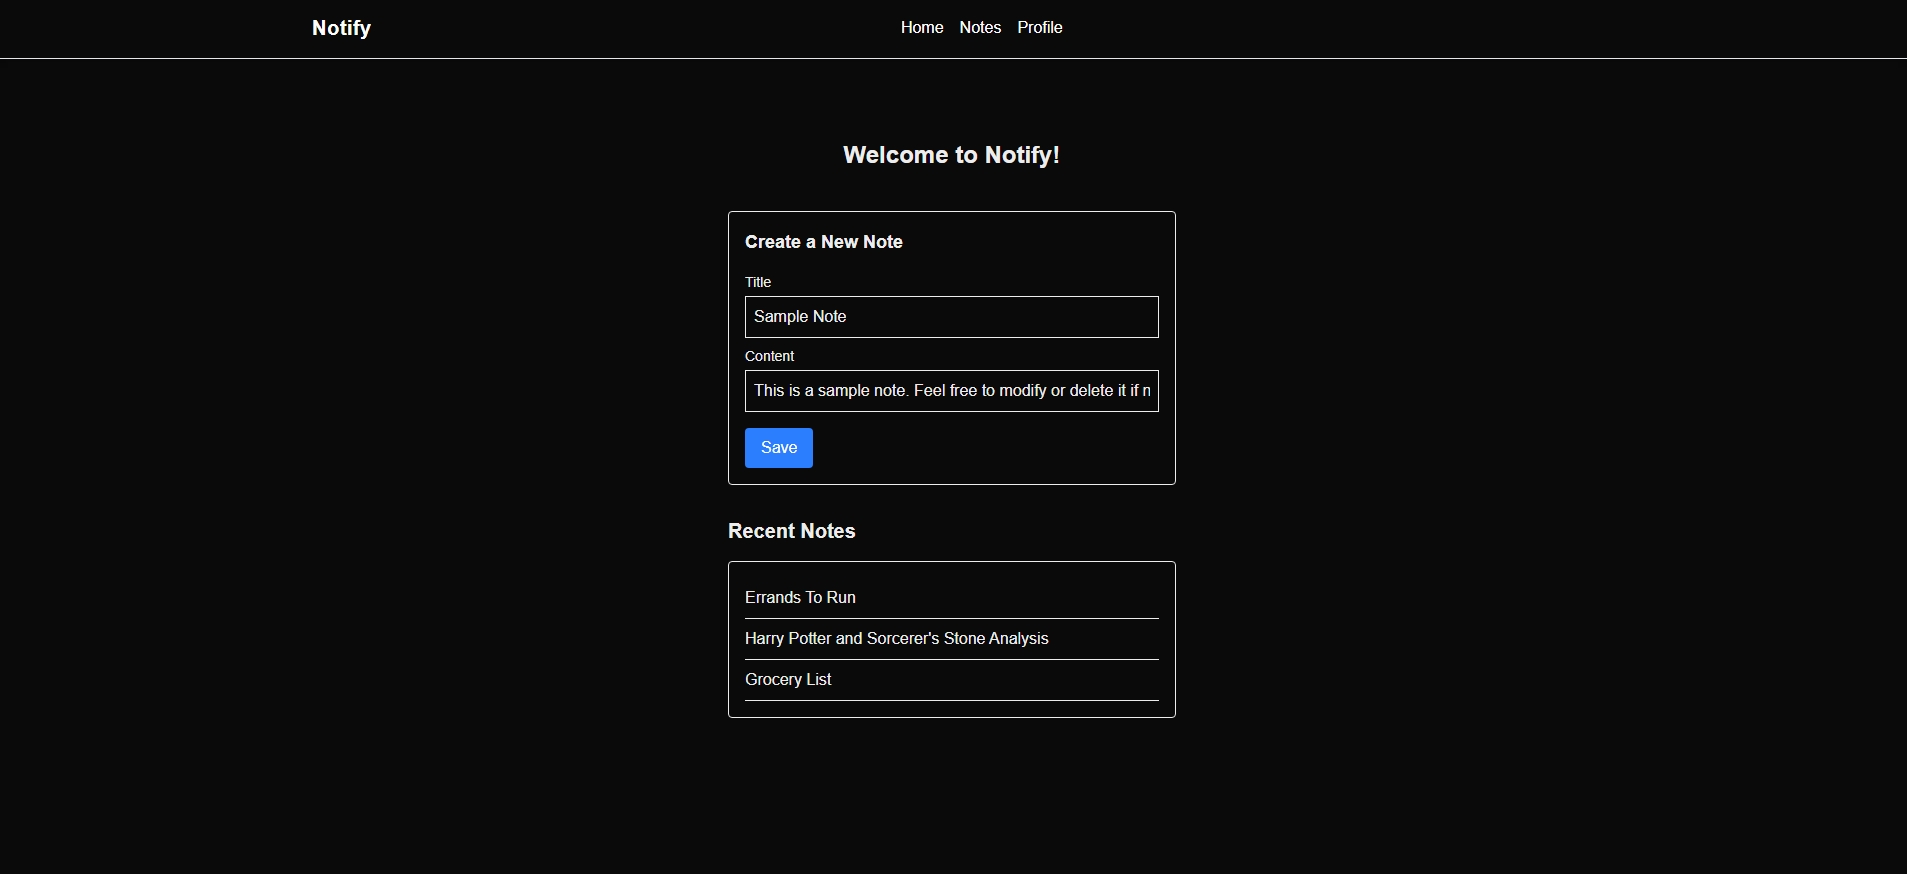 Notify Home Notes Profile
Welcome to Notify!
Create a New Note
Title
Sample Note
Content
This is a sample note. Feel free to modify or delete it if
Save
Recent Notes
Errands To Run
Harry Potter and Sorcerer's Stone Analysis
Grocery List